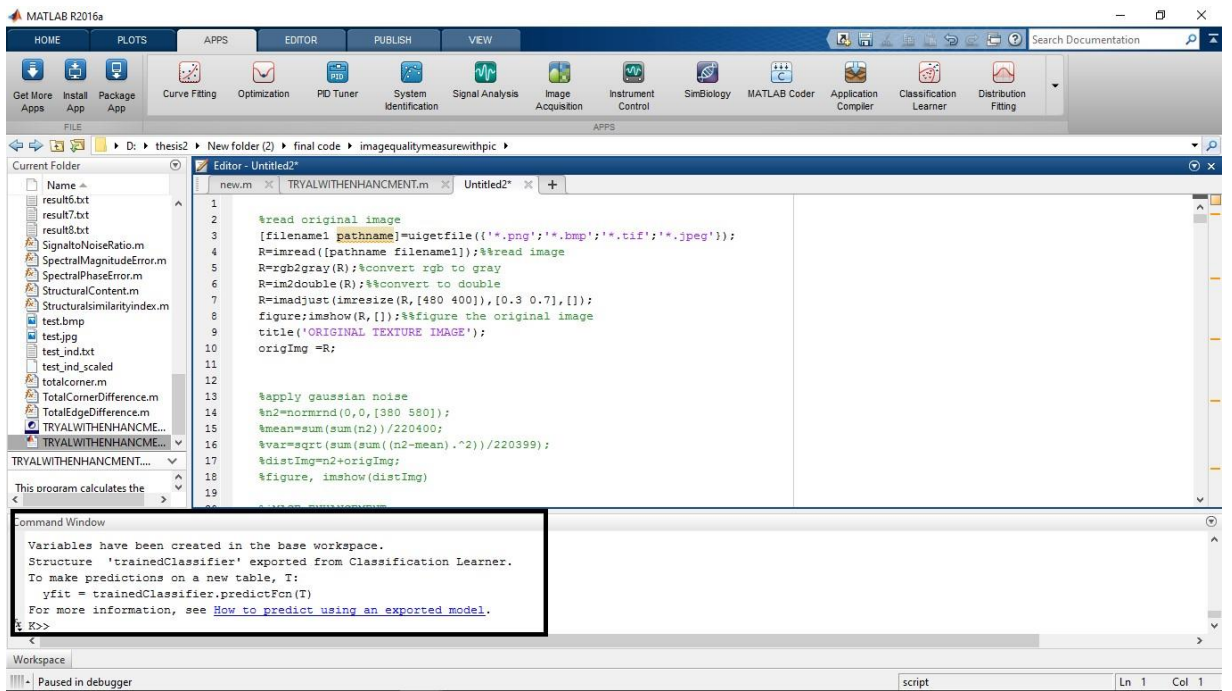 MATLAB R2016a
HOME PLOTS APPS EDITOR PUBLISH VIEW Search Documentation
Get More Apps Install App Package App Curve Fitting Optimization PID Tuner System Identification Signal Analysis Image Acquisition Instrument Control SimBiology MATLAB Coder Application Compiler Classification Learner Distribution Fitting
FILE APPS
D: thesis2 New folder (2) final code imagequalitymeasurewithpic
Current Folder
Name
result6.txt
result7.txt
result8.txt
SignaltoNoiseRatio.m
SpectralMagnitudeError.m
SpectralPhaseError.m
StructuralContent.m
Structuralsimilarityindex.m
test.bmp
test.jpg
test_ind.txt
test_ind_scaled
totalcorner.m
TotalCornerDifference.m
TotalEdgeDifference.m
TRYALWITHENHANCME...
TRYALWITHENHANCME...
TRYALWITHENHANCMENT....
This program calculates the
Editor - Untitled2*
new.m TRYALWITHENHANCMENT.m Untitled2* +
1
2 %read original image
3 [filename1 pathname]=uigetfile({'*.png';'*.bmp';'*.tif';'*.jpeg'});
4 R=imread([pathname filename1]);%%read image
5 R=rgb2gray(R);%convert rgb to gray
6 R=im2double(R);%%convert to double
7 R=imadjust(imresize(R,[480 400]),[0.3 0.7],[]);
8 figure;imshow(R,[]);%%figure the original image
9 title('ORIGINAL TEXTURE IMAGE');
10 origImg =R;
11
12
13 %apply gaussian noise
14 %n2=normrnd(0,0,[380 580]);
15 %mean=sum(sum(n2))/220400;
16 %var=sqrt(sum(sum((n2-mean).^2))/220399);
17 %distImg=n2+origImg;
18 %figure, imshow(distImg)
19
Command Window
Variables have been created in the base workspace.
Structure 'trainedClassifier' exported from Classification Learner.
To make predictions on a new table, T:
yfit = trainedClassifier.predictFcn(T)
For more information, see How to predict using an exported model.
K>>
Workspace
Paused in debugger script Ln 1 Col 1